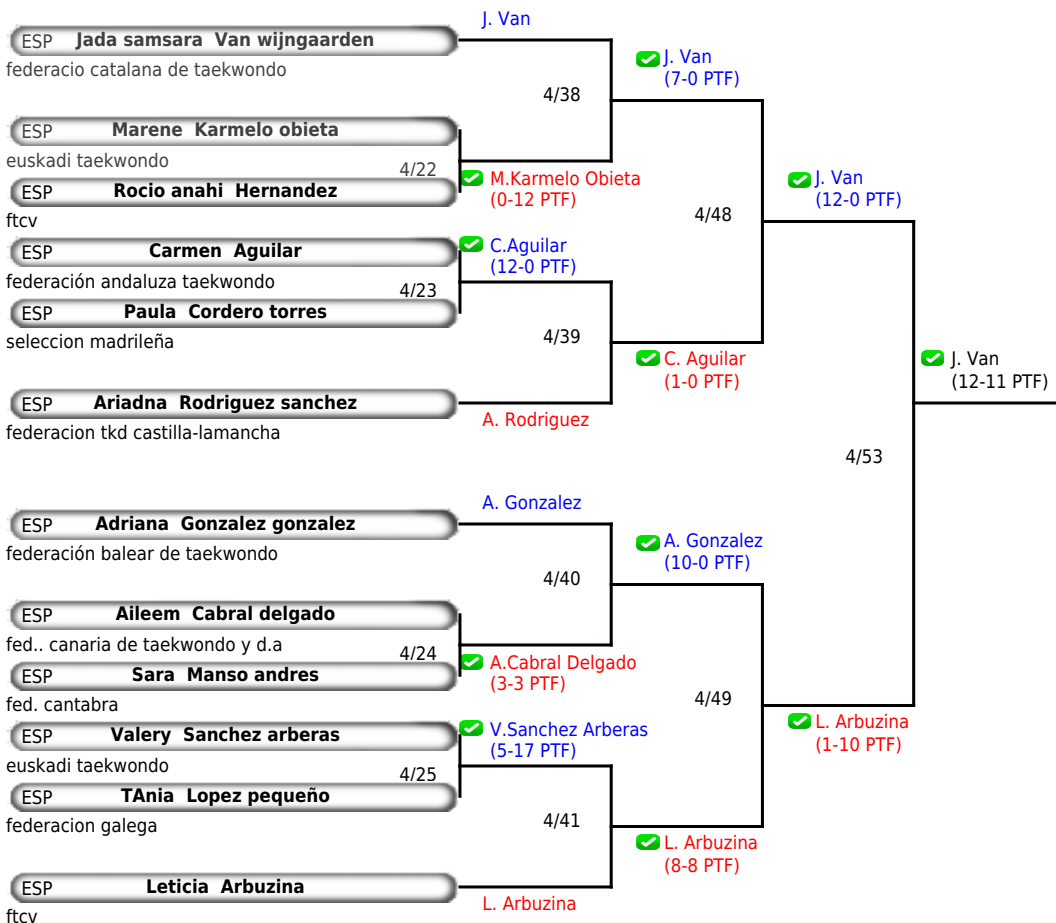 J. Van
ESP Jada samsara Van wijngaarden
federacio catalana de taekwondo
J. Van
(7-0 PTF)
4/38
ESP Marene Karmelo obieta
euskadi taekwondo
4/22
M.Karmelo Obieta
(0-12 PTF)
ESP Rocio anahi Hernandez
ftcv
J. Van
(12-0 PTF)
4/48
ESP Carmen Aguilar
C.Aguilar
(12-0 PTF)
federación andaluza taekwondo
4/23
ESP Paula Cordero torres
seleccion madrileña
4/39
C. Aguilar
(1-0 PTF)
J. Van
(12-11 PTF)
ESP Ariadna Rodriguez sanchez
A. Rodriguez
federacion tkd castilla-lamancha
4/53
A. Gonzalez
ESP Adriana Gonzalez gonzalez
federación balear de taekwondo
A. Gonzalez
(10-0 PTF)
4/40
ESP Aileem Cabral delgado
fed.. canaria de taekwondo y d.a
4/24
A.Cabral Delgado
(3-3 PTF)
ESP Sara Manso andres
fed. cantabra
4/49
ESP Valery Sanchez arberas
V.Sanchez Arberas
(5-17 PTF)
L. Arbuzina
(1-10 PTF)
euskadi taekwondo
4/25
ESP TAnia Lopez pequeño
federacion galega
4/41
L. Arbuzina
(8-8 PTF)
ESP Leticia Arbuzina
L. Arbuzina
ftcv